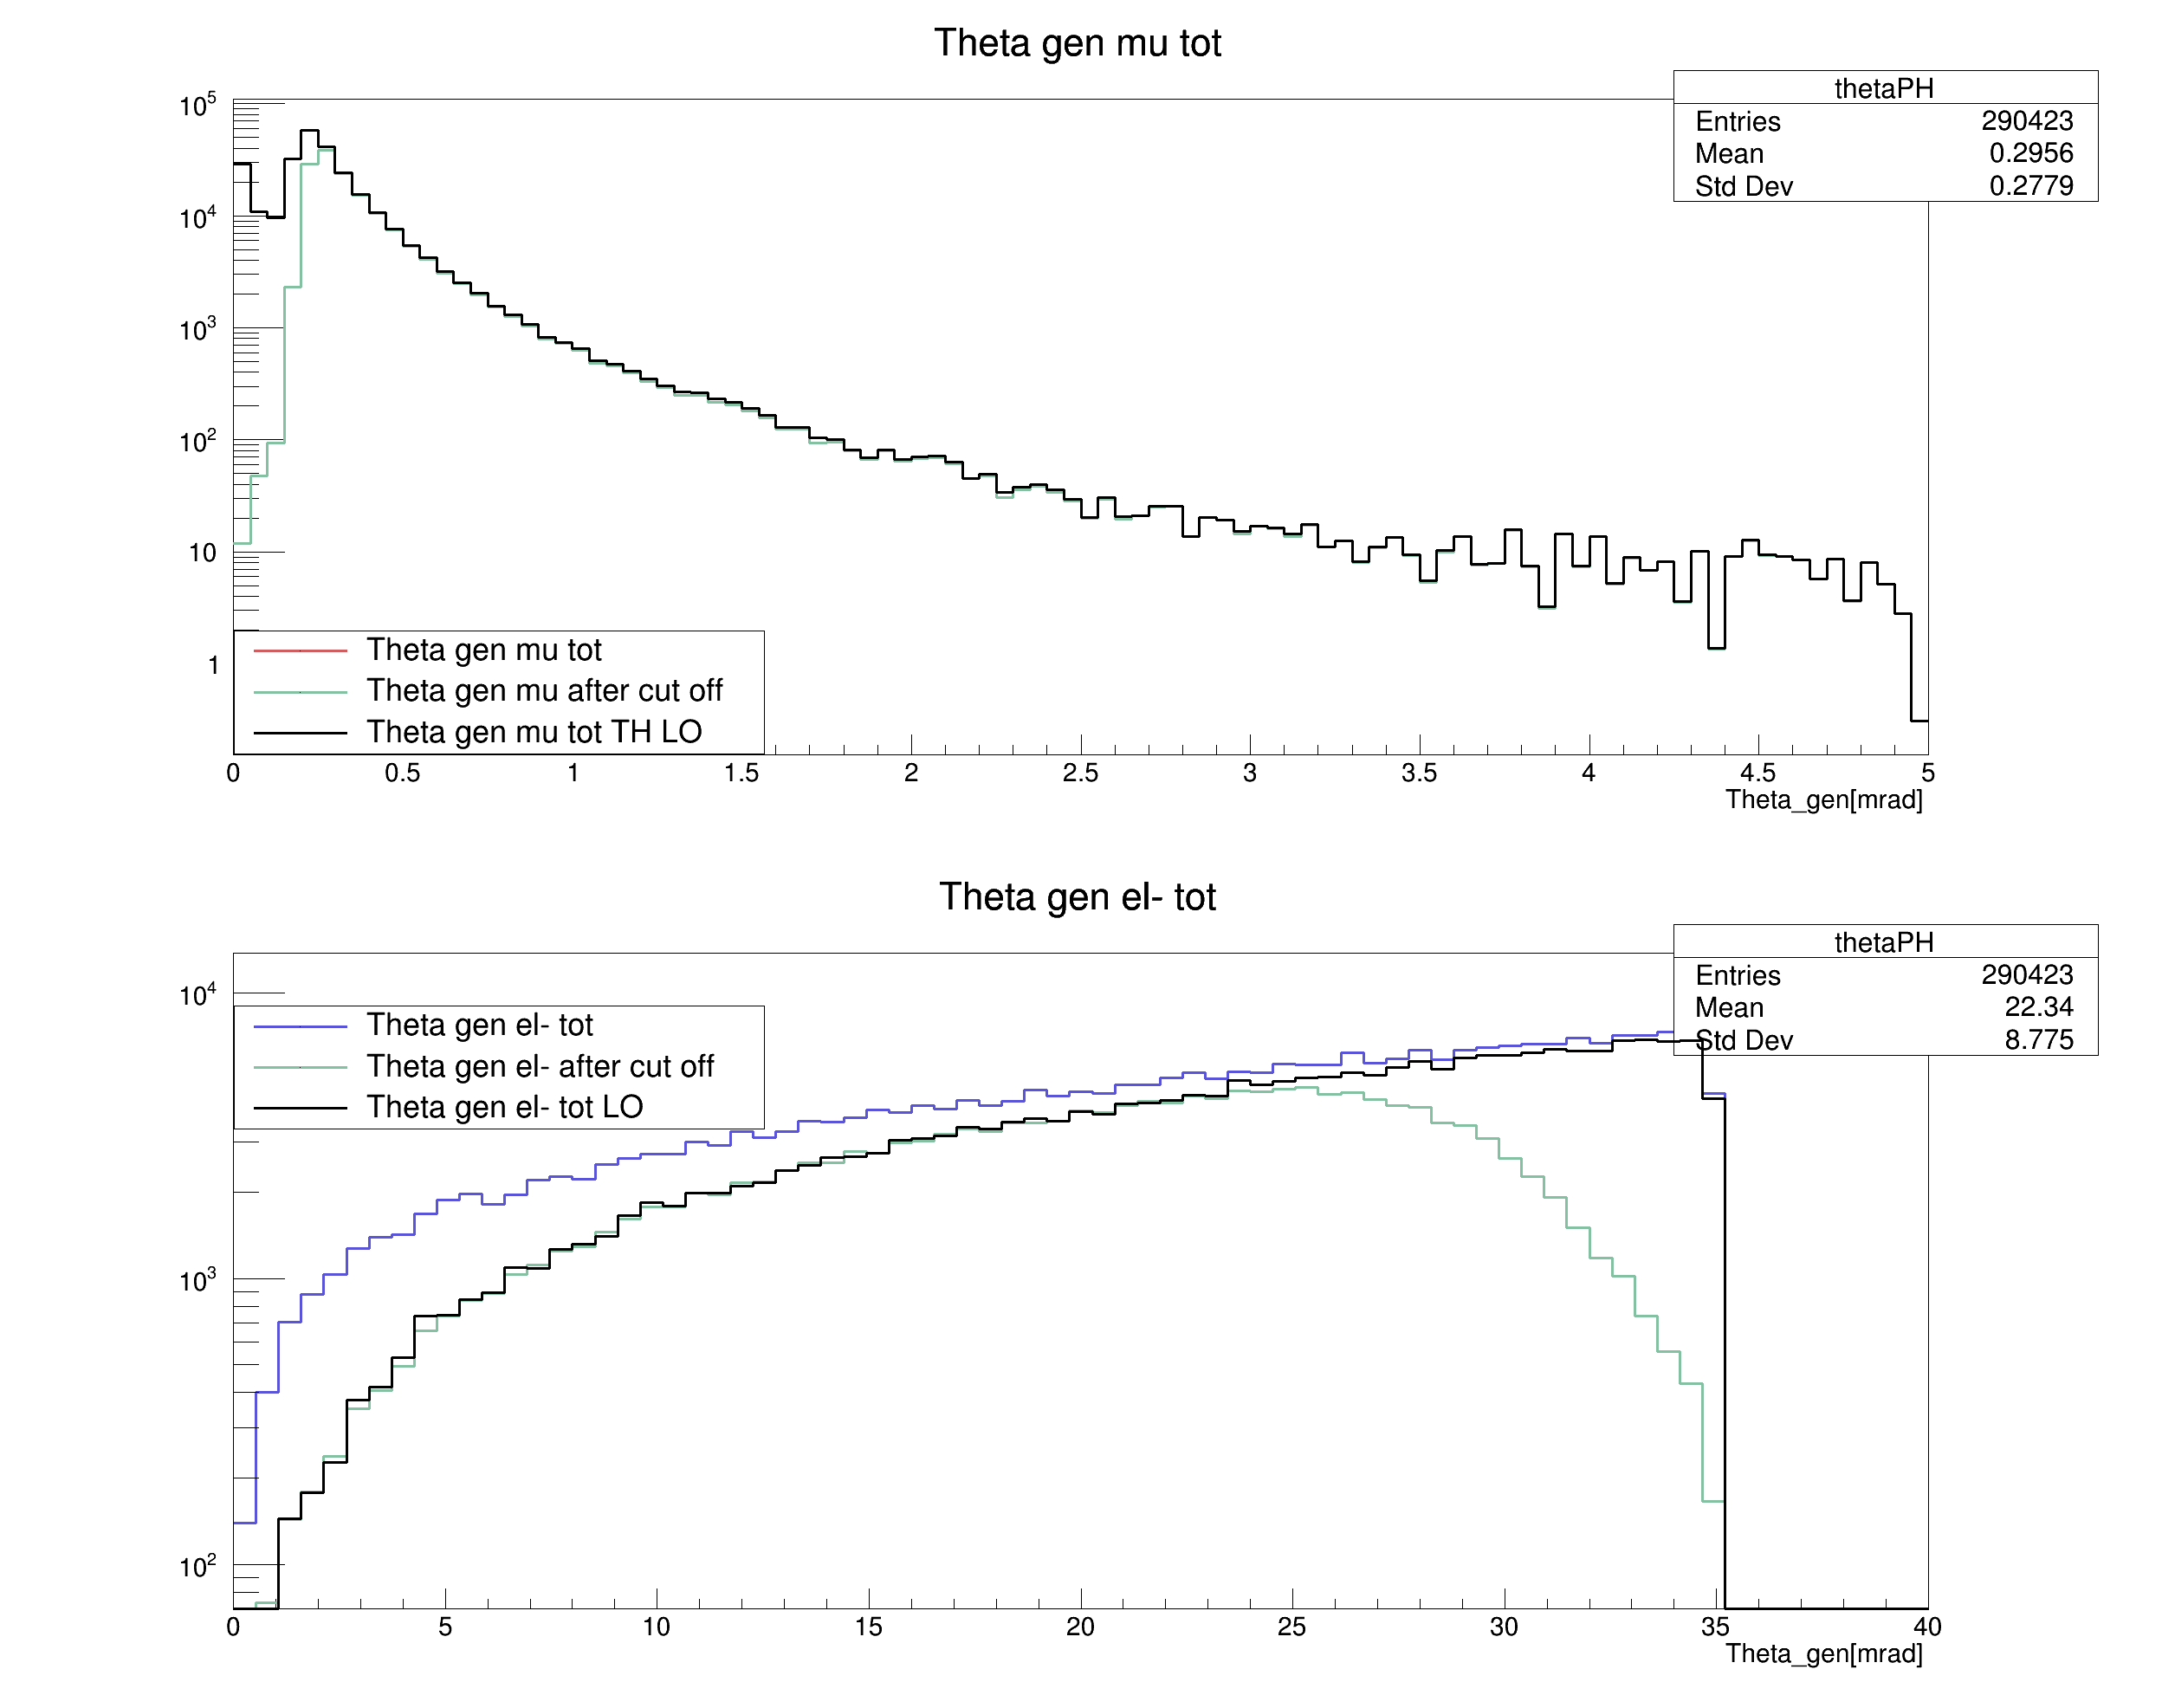 Theta gen mu tot
thetaPH
Entries 290423
Mean 0.2956
Std Dev 0.2779
10^5
10^4
10^3
10^2
10
1
Theta gen mu tot
Theta gen mu after cut off
Theta gen mu tot TH LO
0 0.5 1 1.5 2 2.5 3 3.5 4 4.5 5
Theta_gen[mrad]
Theta gen el- tot
thetaPH
Entries 290423
Mean 22.34
Std Dev 8.775
10^4
10^3
10^2
Theta gen el- tot
Theta gen el- after cut off
Theta gen el- tot LO
0 5 10 15 20 25 30 35 40
Theta_gen[mrad]